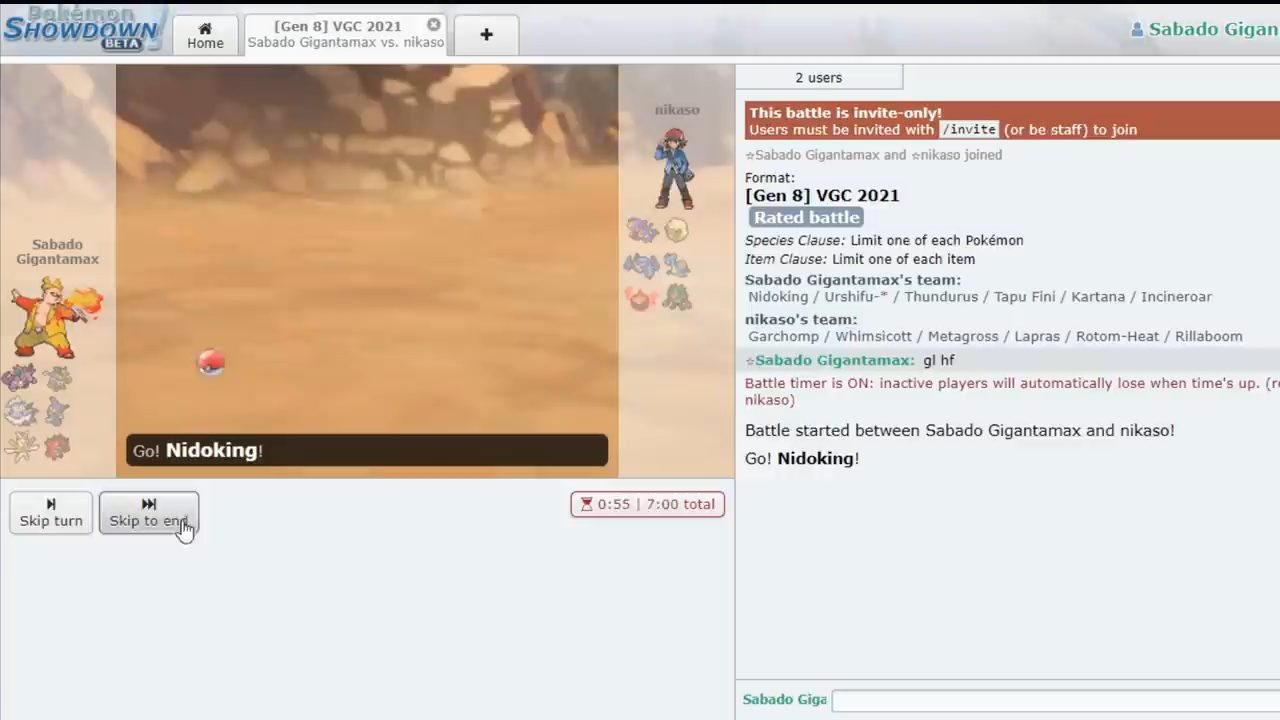 Pokémon
SHOWDOWN
BETA
Home
[Gen 8] VGC 2021
Sabado Gigantamax vs. nikaso
+
Sabado Gigan
2 users
nikaso
Sabado
Gigantamax
Go! Nidoking!
Skip turn
Skip to end
0:55 | 7:00 total
This battle is invite-only!
Users must be invited with /invite (or be staff) to join
☆Sabado Gigantamax and ☆nikaso joined
Format:
[Gen 8] VGC 2021
Rated battle
Species Clause: Limit one of each Pokémon
Item Clause: Limit one of each item
Sabado Gigantamax's team:
Nidoking / Urshifu-* / Thundurus / Tapu Fini / Kartana / Incineroar
nikaso's team:
Garchomp / Whimsicott / Metagross / Lapras / Rotom-Heat / Rillaboom
☆Sabado Gigantamax: gl hf
Battle timer is ON: inactive players will automatically lose when time's up. (re
nikaso)
Battle started between Sabado Gigantamax and nikaso!
Go! Nidoking!
Sabado Giga